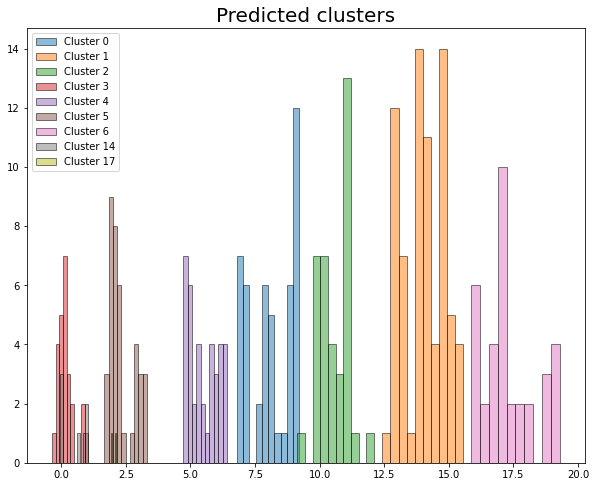 Predicted clusters
Cluster 0
Cluster 1
Cluster 2
Cluster 3
Cluster 4
Cluster 5
Cluster 6
Cluster 14
Cluster 17
14
12
10
8
6
4
2
0
0.0 2.5 5.0 7.5 10.0 12.5 15.0 17.5 20.0